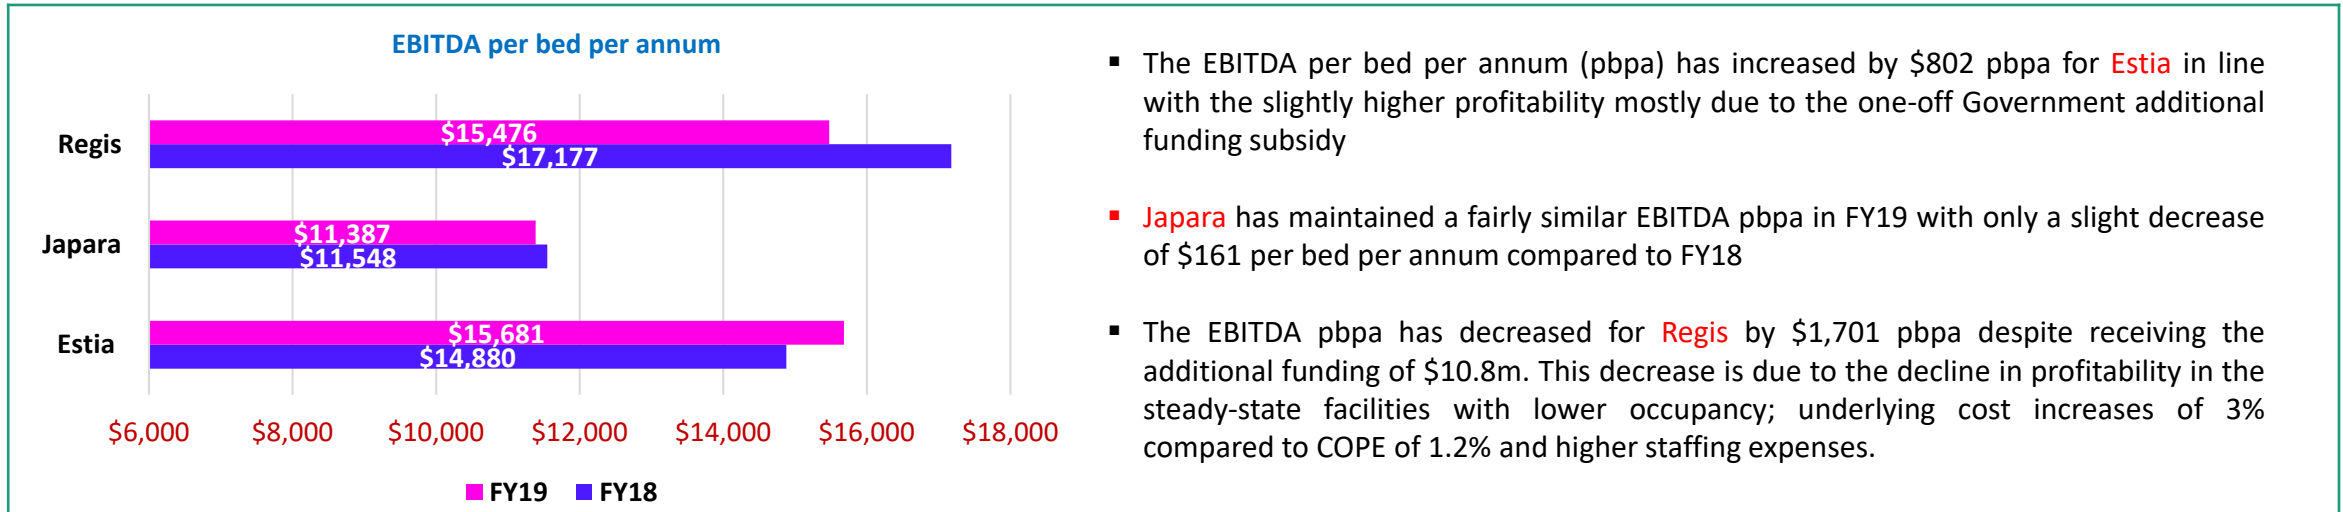 EBITDA per bed per annum
Regis
$15,476
$17,177
Japara
$11,387
$11,548
Estia
$15,681
$14,880
$6,000 $8,000 $10,000 $12,000 $14,000 $16,000 $18,000
FY19 FY18
▪ The EBITDA per bed per annum (pbpa) has increased by $802 pbpa for Estia in line
with the slightly higher profitability mostly due to the one-off Government additional
funding subsidy
▪ Japara has maintained a fairly similar EBITDA pbpa in FY19 with only a slight decrease
of $161 per bed per annum compared to FY18
▪ The EBITDA pbpa has decreased for Regis by $1,701 pbpa despite receiving the
additional funding of $10.8m. This decrease is due to the decline in profitability in the
steady-state facilities with lower occupancy; underlying cost increases of 3%
compared to COPE of 1.2% and higher staffing expenses.